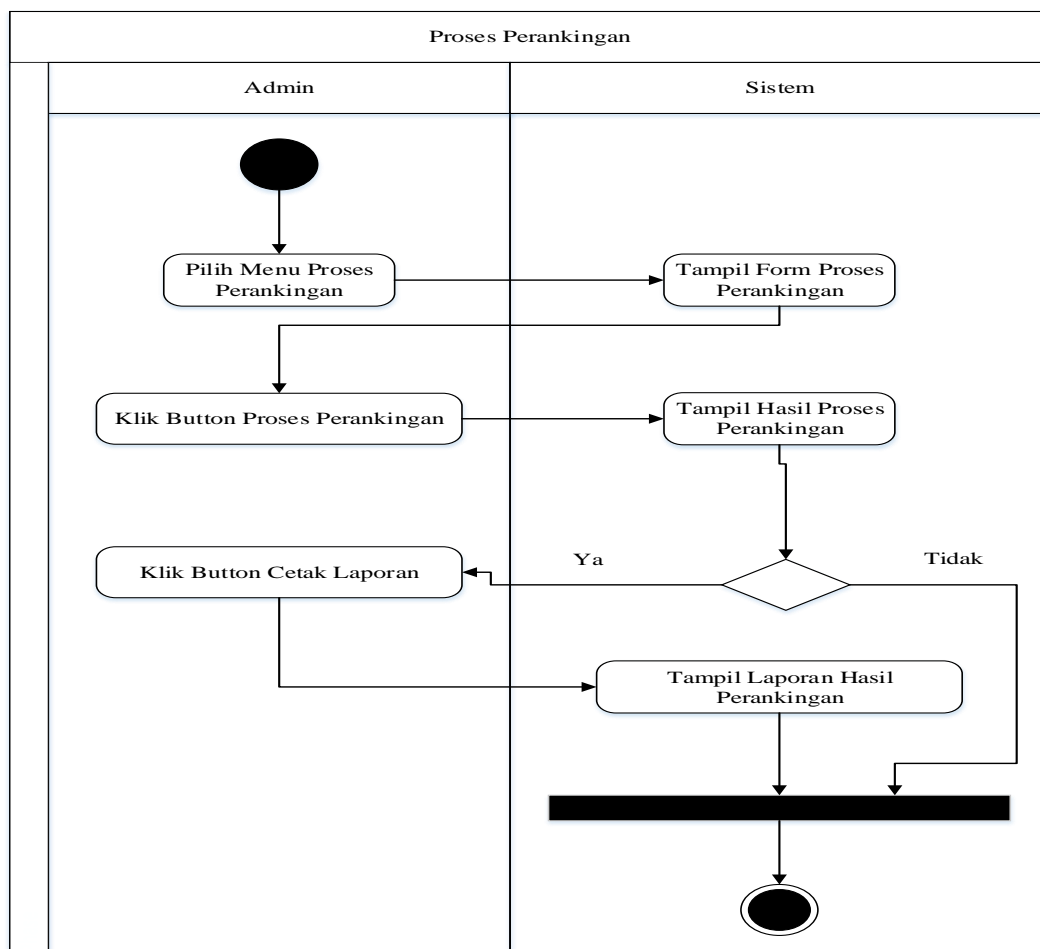 Proses Perankingan
Admin
Sistem
Pilih Menu Proses
Perankingan
Tampil Form Proses
Perankingan
Klik Button Proses Perankingan
Tampil Hasil Proses
Perankingan
Ya
Tidak
Klik Button Cetak Laporan
Tampil Laporan Hasil
Perankingan